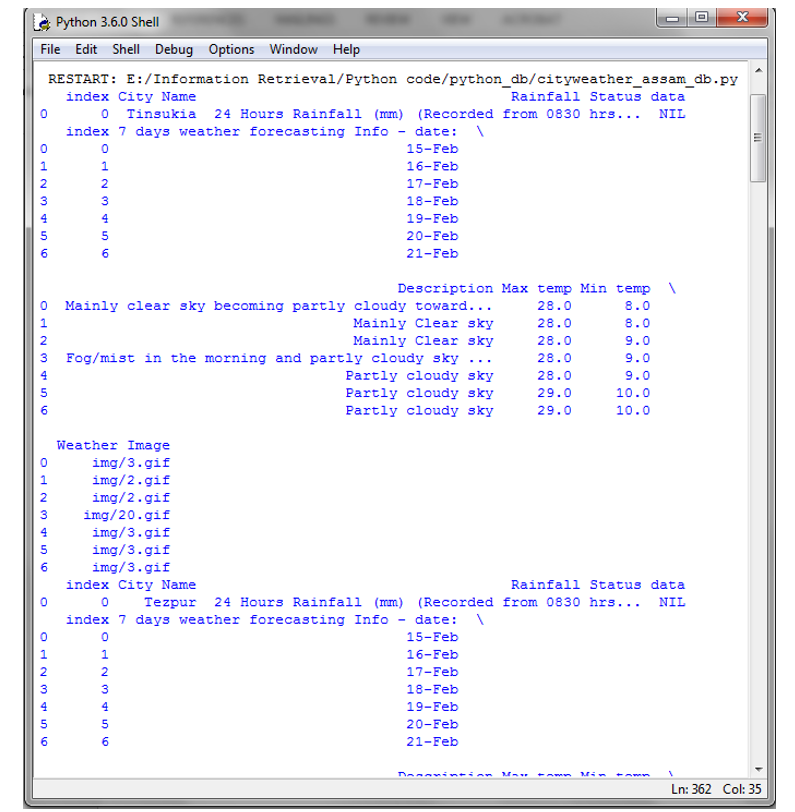 Python 3.6.0 Shell
File Edit Shell Debug Options Window Help
RESTART: E:/Information Retrieval/Python code/python_db/cityweather_assam_db.py
index City Name Rainfall Status data
0 0 Tinsukia 24 Hours Rainfall (mm) (Recorded from 0830 hrs... NIL
index 7 days weather forecasting Info - date: \
0 0 15-Feb
1 1 16-Feb
2 2 17-Feb
3 3 18-Feb
4 4 19-Feb
5 5 20-Feb
6 6 21-Feb
Description Max temp Min temp \
0 Mainly clear sky becoming partly cloudy toward... 28.0 8.0
1 Mainly Clear sky 28.0 8.0
2 Mainly Clear sky 28.0 9.0
3 Fog/mist in the morning and partly cloudy sky ... 28.0 9.0
4 Partly cloudy sky 28.0 9.0
5 Partly cloudy sky 29.0 10.0
6 Partly cloudy sky 29.0 10.0
Weather Image
0 img/3.gif
1 img/2.gif
2 img/2.gif
3 img/20.gif
4 img/3.gif
5 img/3.gif
6 img/3.gif
index City Name Rainfall Status data
0 0 Tezpur 24 Hours Rainfall (mm) (Recorded from 0830 hrs... NIL
index 7 days weather forecasting Info - date: \
0 0 15-Feb
1 1 16-Feb
2 2 17-Feb
3 3 18-Feb
4 4 19-Feb
5 5 20-Feb
6 6 21-Feb
Description Max temp Min temp \
Ln: 362 Col: 35